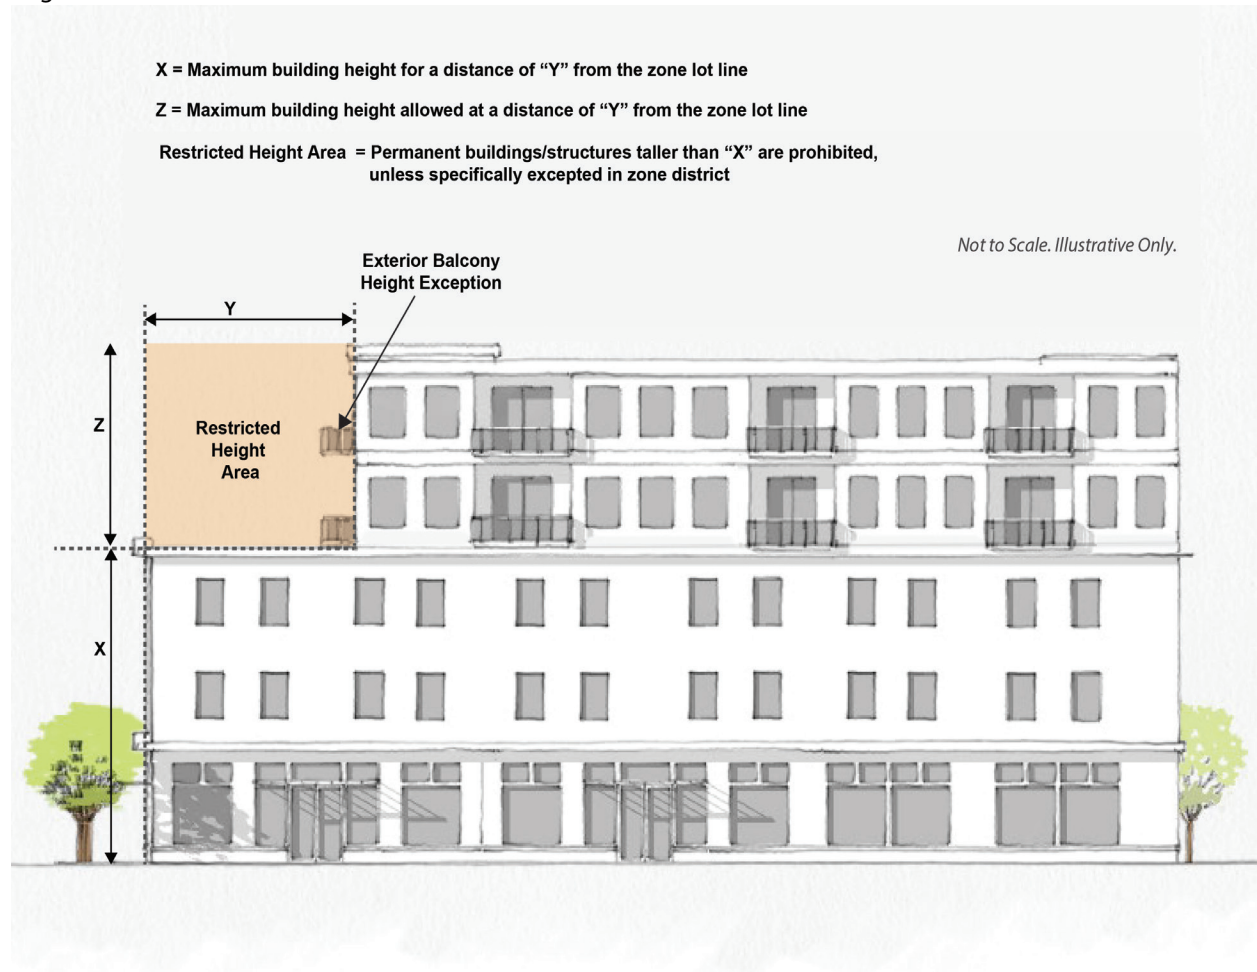 X = Maximum building height for a distance of “Y” from the zone lot line
Z = Maximum building height allowed at a distance of “Y” from the zone lot line
Restricted Height Area = Permanent buildings/structures taller than “X” are prohibited,
unless specifically excepted in zone district
Not to Scale. Illustrative Only.
Exterior Balcony
Height Exception
Y
Z
Restricted
Height
Area
X